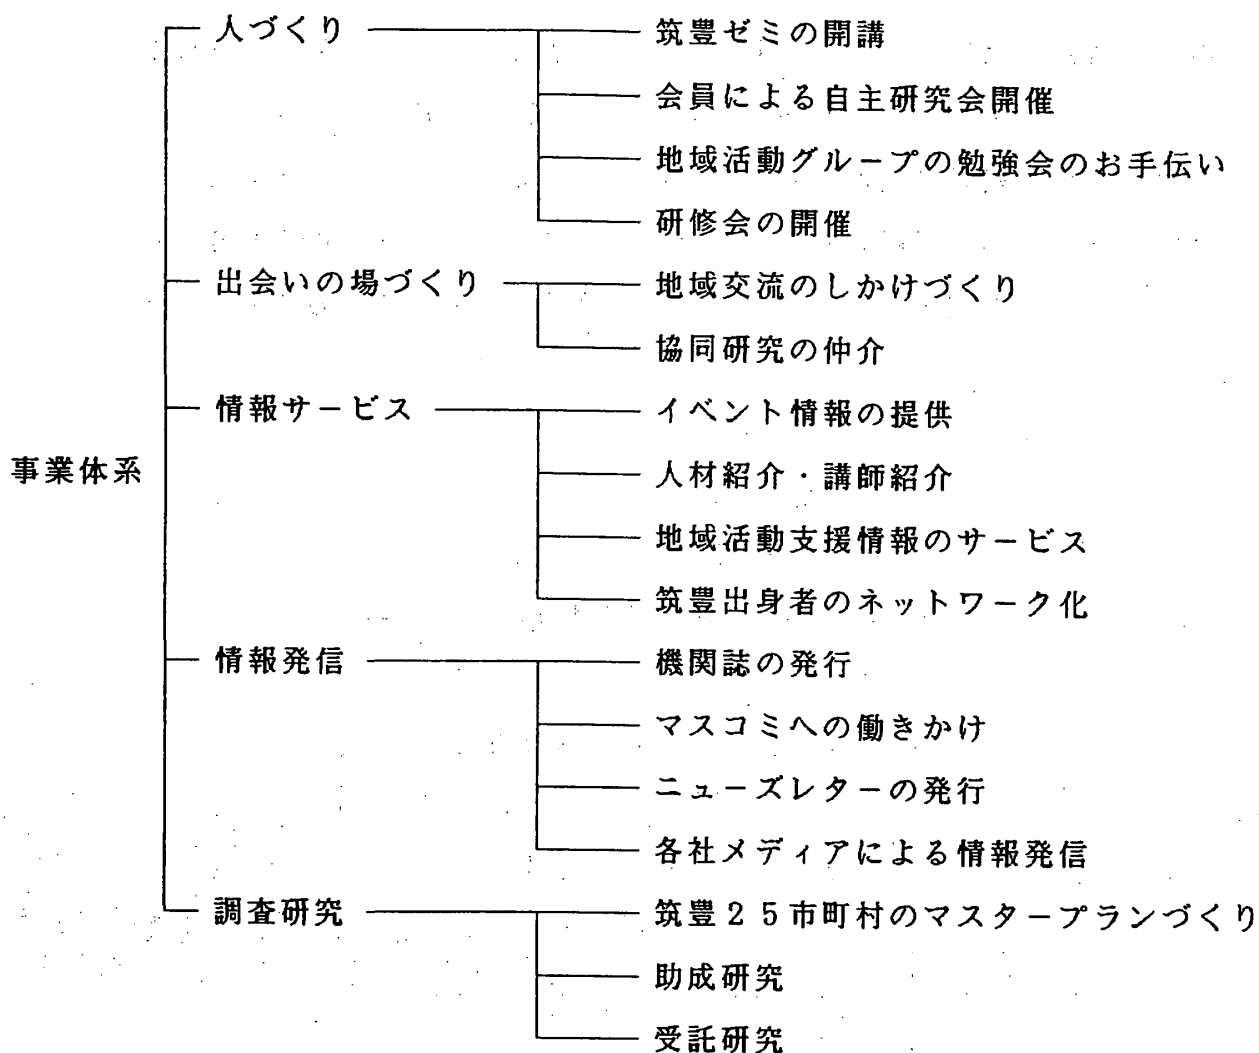 事業体系
人づくり
筑豊ゼミの開講
会員による自主研究会開催
地域活動グループの勉強会のお手伝い
研修会の開催
出会いの場づくり
地域交流のしかけづくり
協同研究の仲介
情報サービス
イベント情報の提供
人材紹介・講師紹介
地域活動支援情報のサービス
筑豊出身者のネットワーク化
情報発信
機関誌の発行
マスコミへの働きかけ
ニューズレターの発行
各社メディアによる情報発信
調査研究
筑豊25市町村のマスタープランづくり
助成研究
受託研究